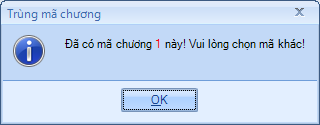 Trùng mã chương
Đã có mã chương 1 này! Vui lòng chọn mã khác!
OK